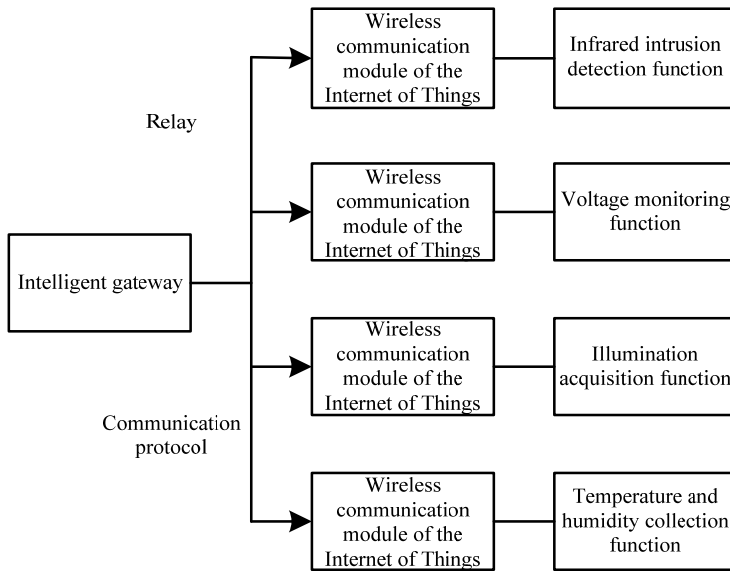 Wireless
communication
module of the
Internet of Things
Infrared intrusion
detection function
Relay
Wireless
communication
module of the
Internet of Things
Voltage monitoring
function
Intelligent gateway
Wireless
communication
module of the
Internet of Things
Illumination
acquisition function
Communication
protocol
Wireless
communication
module of the
Internet of Things
Temperature and
humidity collection
function